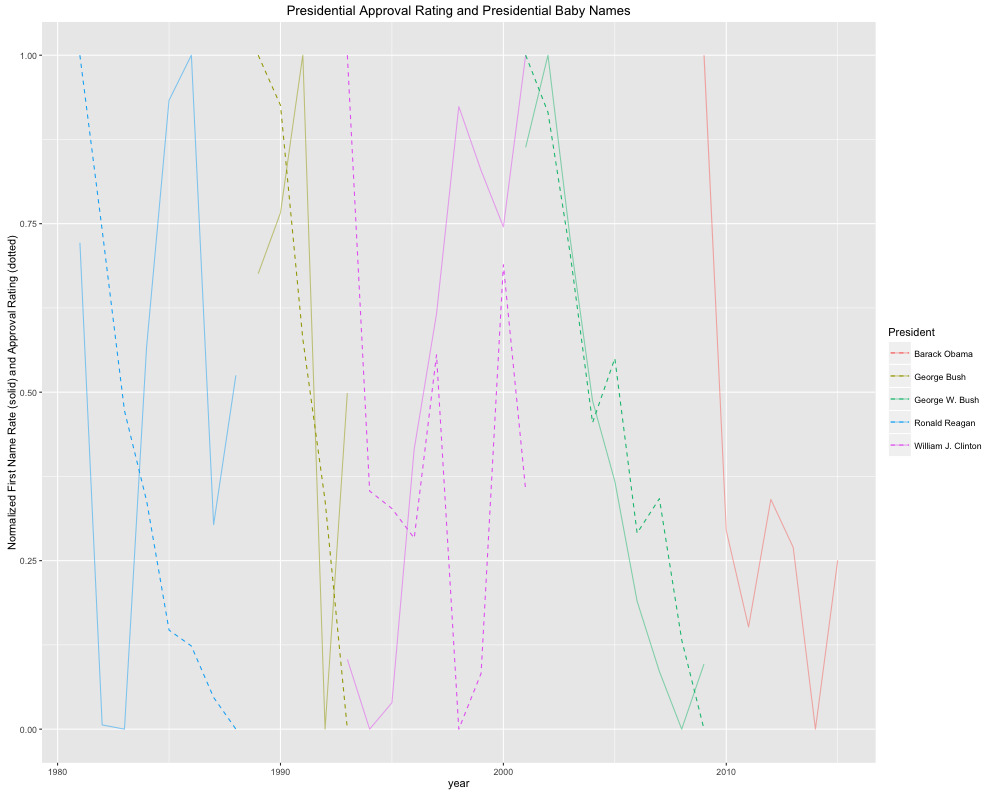 Presidential Approval Rating and Presidential Baby Names
Normalized First Name Rate (solid) and Approval Rating (dotted)
1.00
0.75
0.50
0.25
0.00
1980
1990
2000
2010
year
President
Barack Obama
George Bush
George W. Bush
Ronald Reagan
William J. Clinton